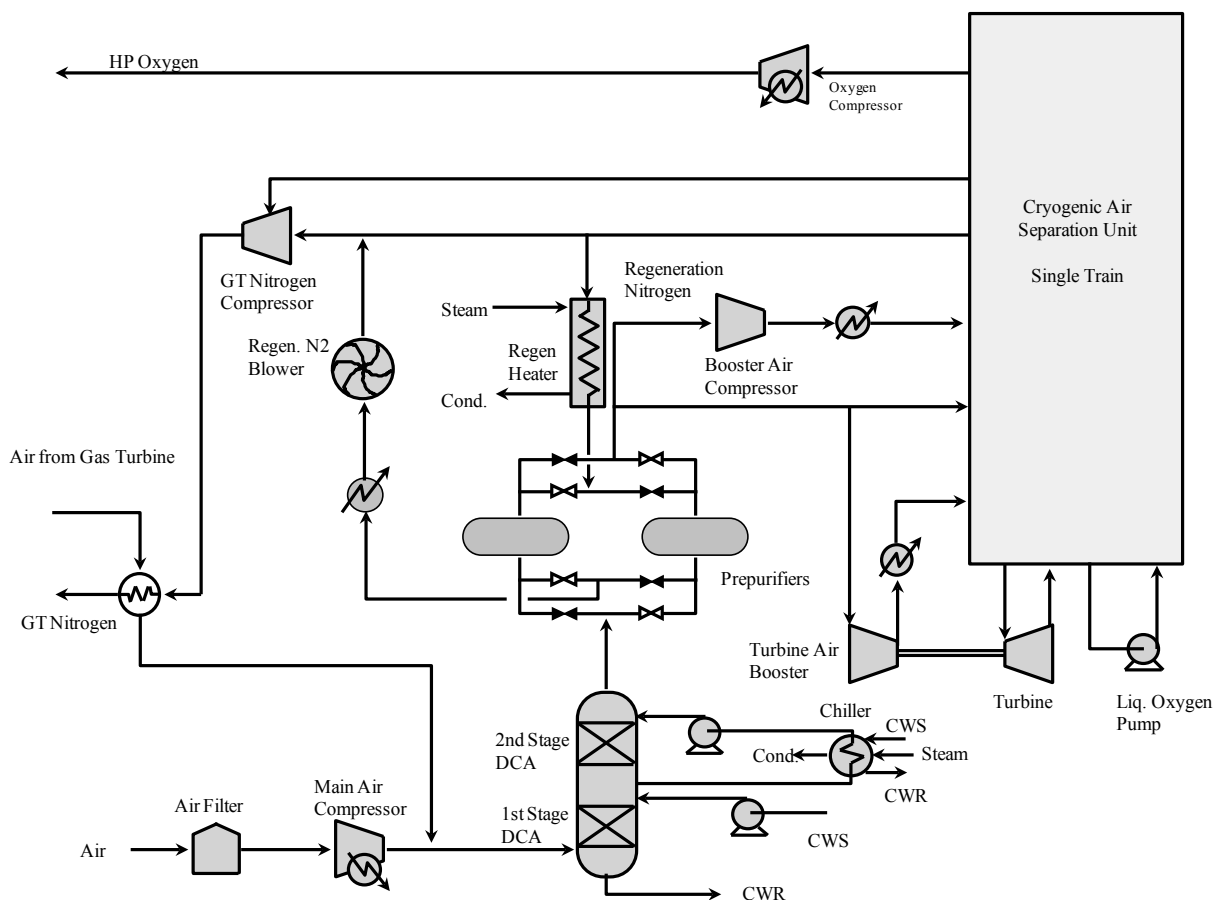 HP Oxygen
Oxygen
Compressor
Cryogenic Air
Separation Unit
Single Train
GT Nitrogen
Compressor
Regeneration
Nitrogen
Steam
Regen. N2
Blower
Regen
Heater
Booster Air
Compressor
Cond.
Air from Gas Turbine
Prepurifiers
GT Nitrogen
Turbine Air
Booster
Turbine
Liq. Oxygen
Pump
Chiller
CWS
2nd Stage
DCA
Cond.
Steam
CWR
Main Air
Compressor
Air Filter
1st Stage
DCA
CWS
Air
CWR